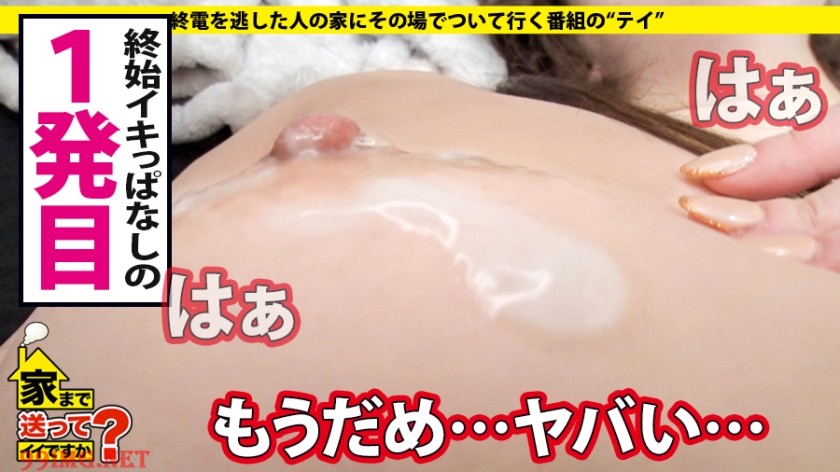 終電を逃した人の家にその場でついて行く番組の“テイ”
終始イキっぱなしの
1発目
はぁ
はぁ
もうだめ…ヤバい…
家まで
送って
イイですか
?
99IMG.NET